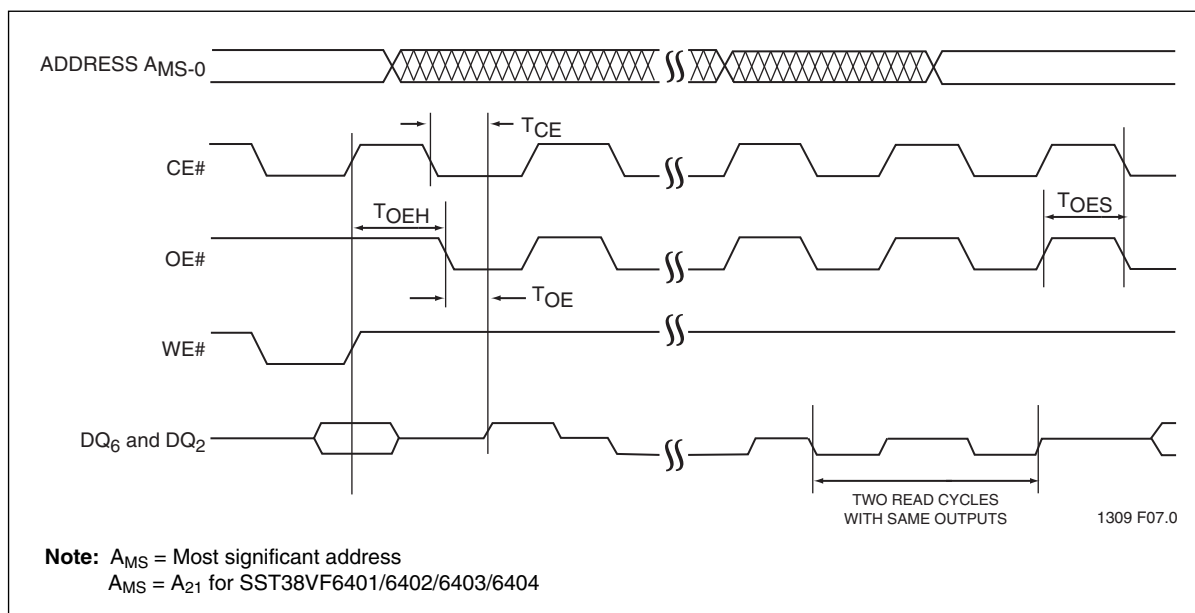 ADDRESS AMS-0
TCE
CE#
TOEH
TOES
OE#
TOE
WE#
DQ6 and DQ2
TWO READ CYCLES
WITH SAME OUTPUTS
1309 F07.0
Note: AMS = Most significant address
AMS = A21 for SST38VF6401/6402/6403/6404